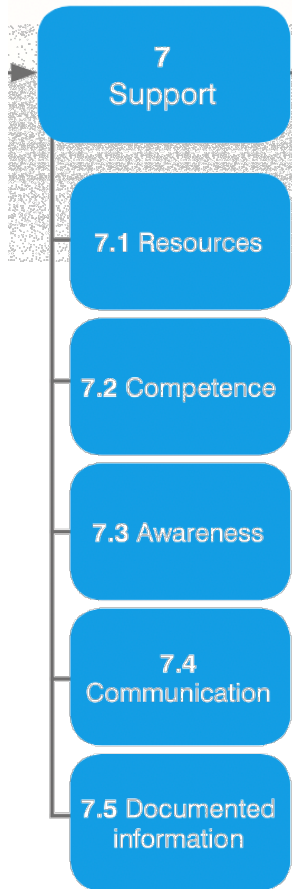 7
Support
7.1 Resources
7.2 Competence
7.3 Awareness
7.4
Communication
7.5 Documented
information